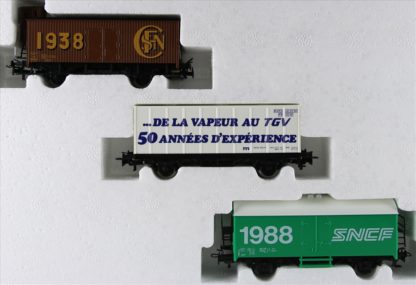 1938 SNCF
...DE LA VAPEUR AU TGV
50 ANNÉES D'EXPÉRIENCE
1988 SNCF